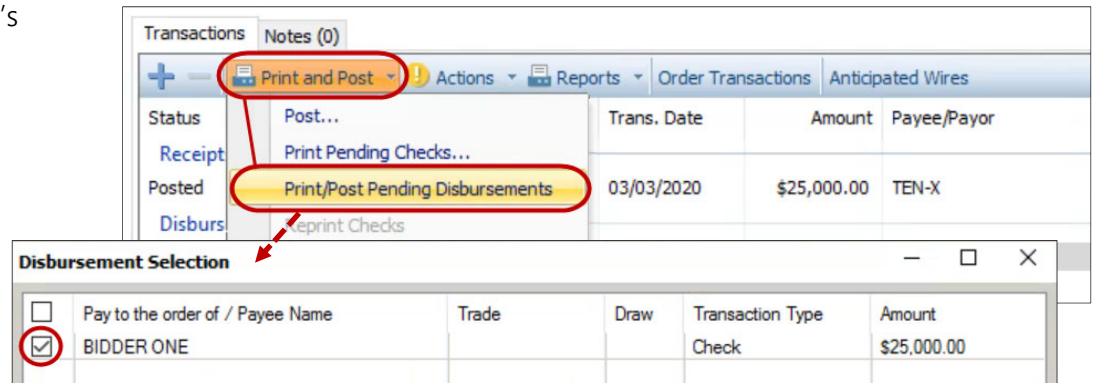 's
Transactions Notes (0)
Print and Post Actions Reports Order Transactions Anticipated Wires
Status Post... Trans. Date Amount Payee/Payor
Receipt Print Pending Checks...
Posted Print/Post Pending Disbursements 03/03/2020 $25,000.00 TEN-X
Disburs Reprint Checks
Disbursement Selection
Pay to the order of / Payee Name Trade Draw Transaction Type Amount
BIDDER ONE Check $25,000.00